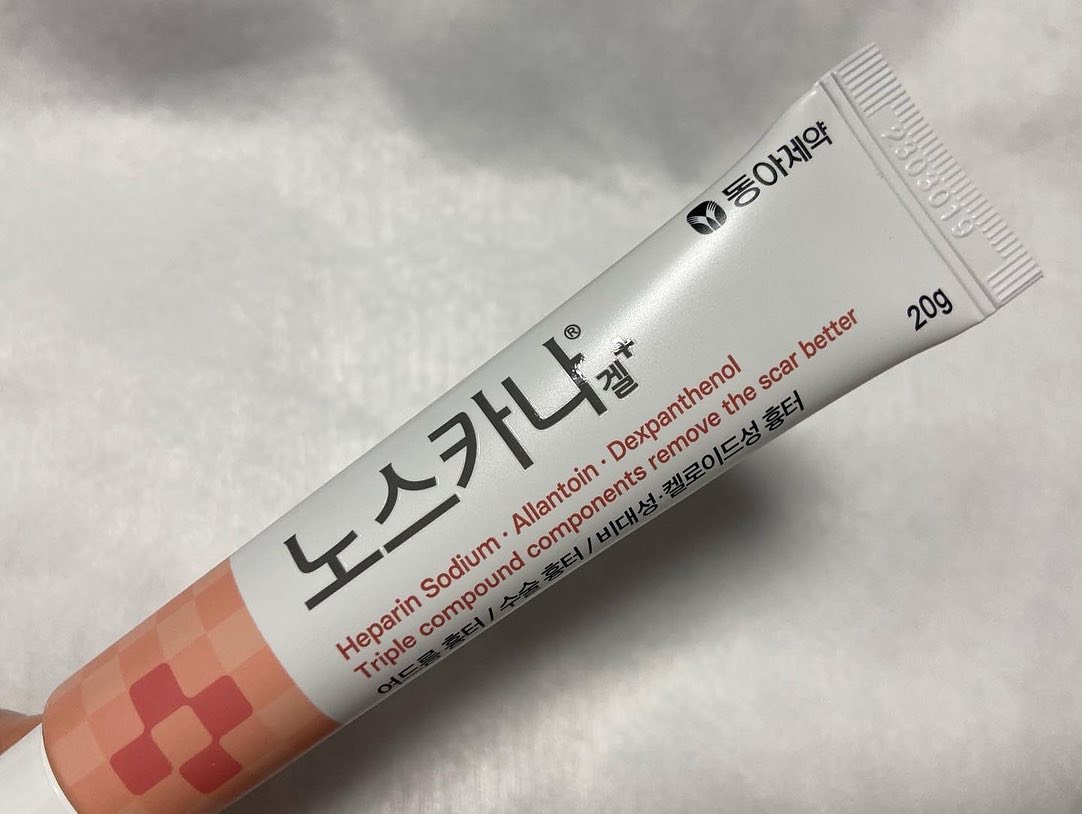 동아제약
2303019
20g
노스카나®겔+
Heparin Sodium · Allantoin · Dexpanthenol
Triple compound components remove the scar better
여드름 흉터 / 수술 흉터 / 비대성·켈로이드성 흉터